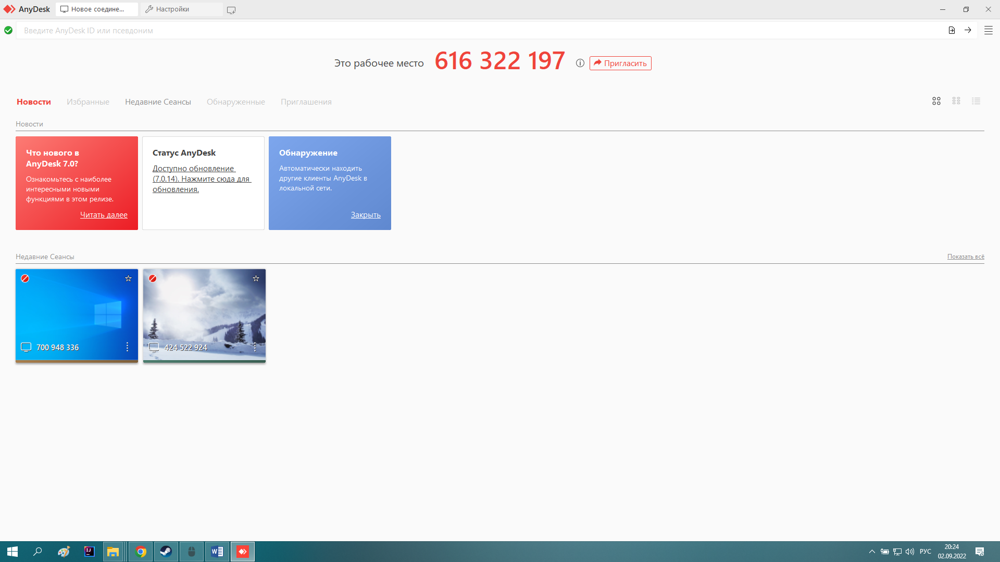 AnyDesk
Новое соедине...
Настройки
Введите AnyDesk ID или псевдоним
Это рабочее место 616 322 197
Пригласить
Новости
Избранные
Недавние Сеансы
Обнаруженные
Приглашения
Новости
Что нового в
AnyDesk 7.0?
Ознакомьтесь с наиболее
интересными новыми
функциями в этом релизе.
Читать далее
Статус AnyDesk
Доступно обновление
(7.0.14). Нажмите сюда для
обновления.
Обнаружение
Автоматически находить
другие клиенты AnyDesk в
локальной сети.
Закрыть
Недавние Сеансы
Показать всё
700 948 336
424 522 924
IJ
W
РУС
20:24
02.09.2022